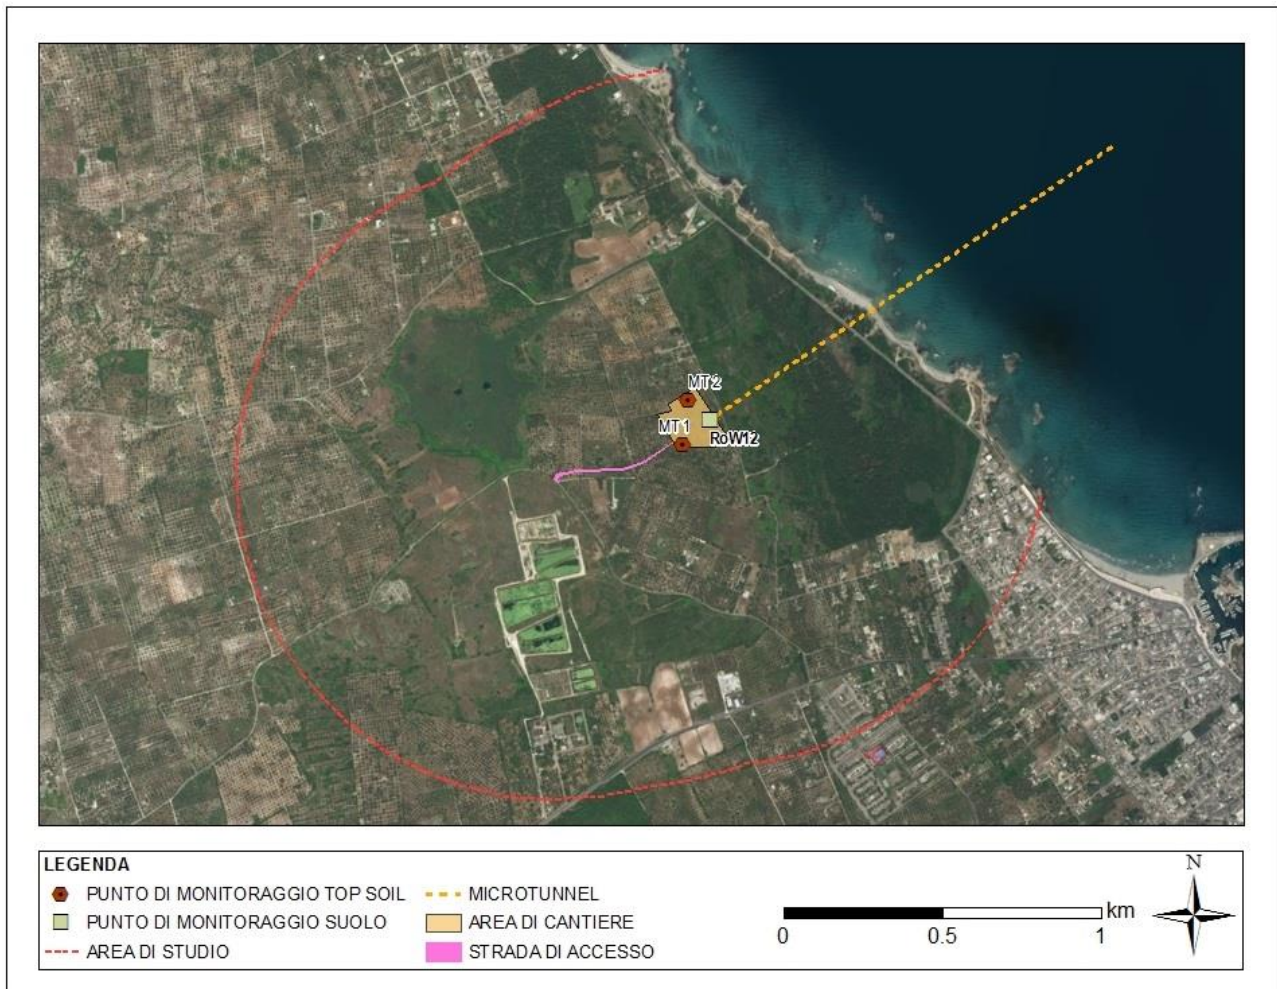 MT2
MT1
RoW12
LEGENDA
PUNTO DI MONITORAGGIO TOP SOIL
MICROTUNNEL
PUNTO DI MONITORAGGIO SUOLO
AREA DI CANTIERE
AREA DI STUDIO
STRADA DI ACCESSO
km
0 0.5 1
N